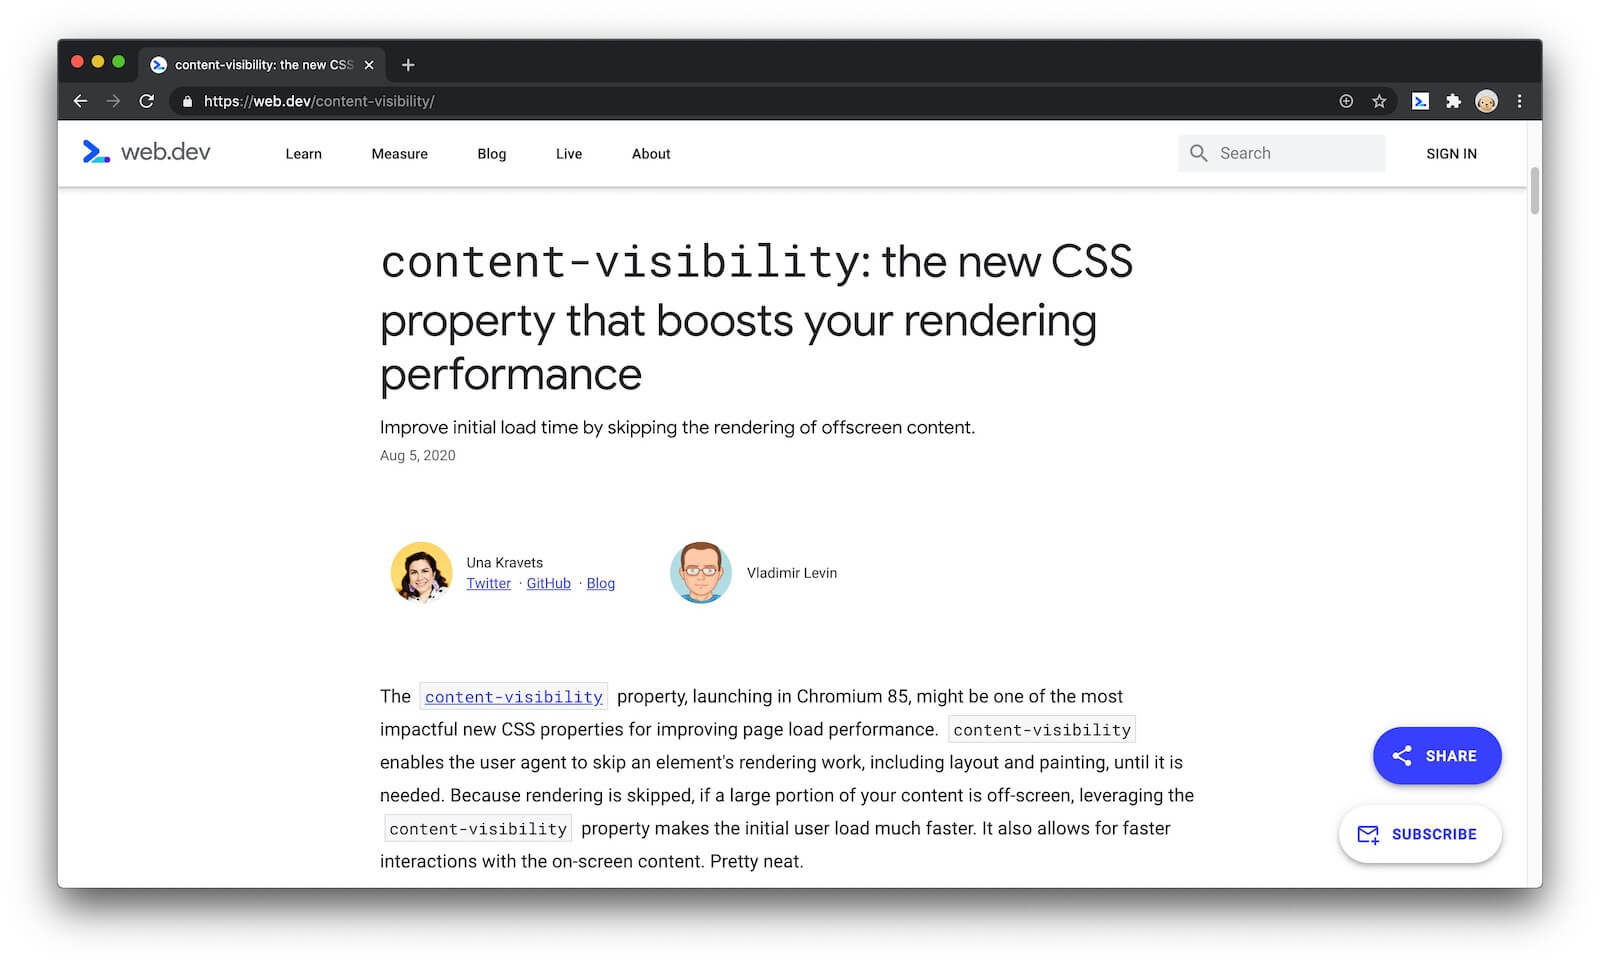 content-visibility: the new CSS
https://web.dev/content-visibility/
web.dev Learn Measure Blog Live About Search SIGN IN
content-visibility: the new CSS
property that boosts your rendering
performance
Improve initial load time by skipping the rendering of offscreen content.
Aug 5, 2020
Una Kravets
Twitter · GitHub · Blog
Vladimir Levin
The content-visibility property, launching in Chromium 85, might be one of the most
impactful new CSS properties for improving page load performance. content-visibility
enables the user agent to skip an element's rendering work, including layout and painting, until it is
needed. Because rendering is skipped, if a large portion of your content is off-screen, leveraging the
content-visibility property makes the initial user load much faster. It also allows for faster
interactions with the on-screen content. Pretty neat.
SHARE
SUBSCRIBE